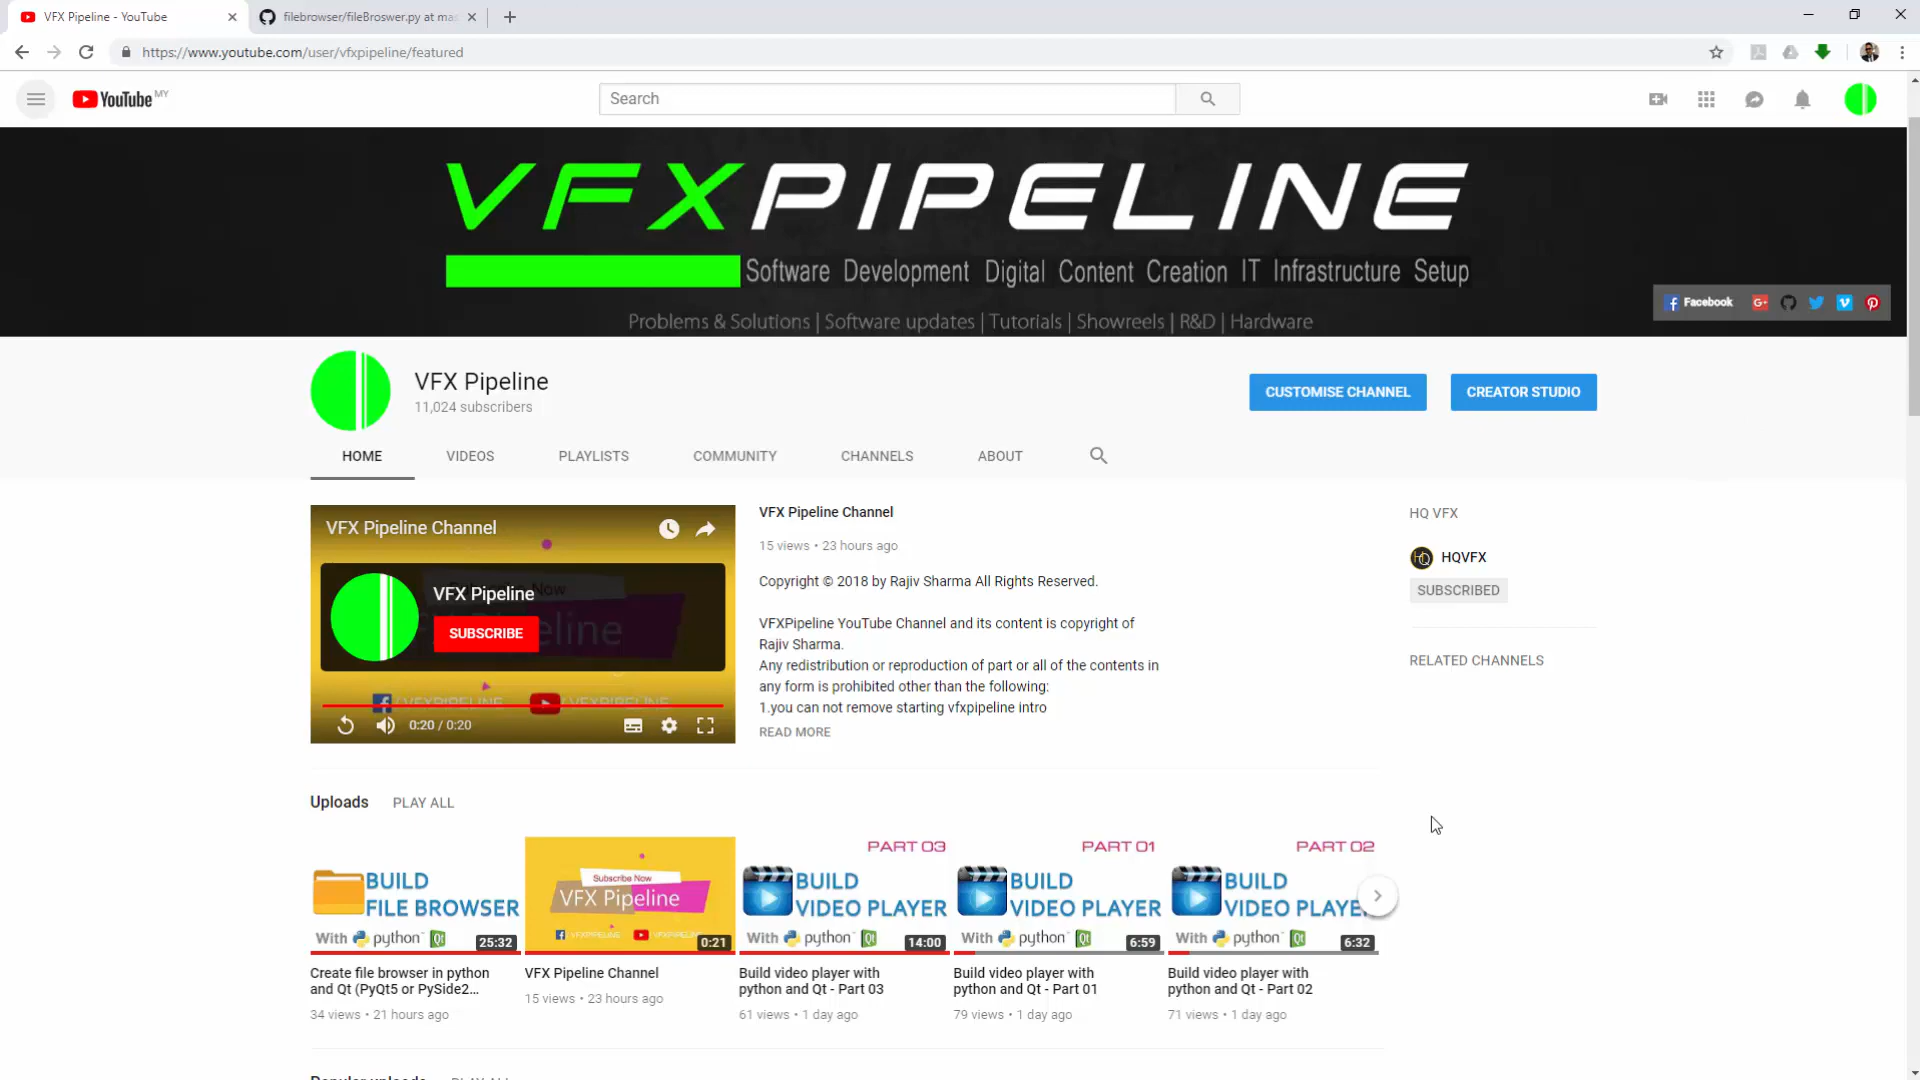 VFX Pipeline - YouTube
filebrowser/fileBroswer.py at mas
https://www.youtube.com/user/vfxpipeline/featured
YouTube MY
Search
VFXPIPELINE
Software Development Digital Content Creation IT Infrastructure Setup
Facebook
Problems & Solutions | Software updates | Tutorials | Showreels | R&D | Hardware
VFX Pipeline
11,024 subscribers
CUSTOMISE CHANNEL
CREATOR STUDIO
HOME
VIDEOS
PLAYLISTS
COMMUNITY
CHANNELS
ABOUT
VFX Pipeline Channel
VFX Pipeline
SUBSCRIBE
0:20 / 0:20
VFX Pipeline Channel
15 views • 23 hours ago
Copyright © 2018 by Rajiv Sharma All Rights Reserved.
VFXPipeline YouTube Channel and its content is copyright of
Rajiv Sharma.
Any redistribution or reproduction of part or all of the contents in
any form is prohibited other than the following:
1.you can not remove starting vfxpipeline intro
READ MORE
HQ VFX
HQ
HQVFX
SUBSCRIBED
RELATED CHANNELS
Uploads
PLAY ALL
BUILD
FILE BROWSER
With python Qt
25:32
Create file browser in python
and Qt (PyQt5 or PySide2...
34 views • 21 hours ago
Subscribe Now
VFX Pipeline
VFXPIPELINE
VFXPIPELINE
0:21
VFX Pipeline Channel
15 views • 23 hours ago
PART 03
BUILD
VIDEO PLAYER
With python Qt
14:00
Build video player with
python and Qt - Part 03
61 views • 1 day ago
PART 01
BUILD
VIDEO PLAYER
With python Qt
6:59
Build video player with
python and Qt - Part 01
79 views • 1 day ago
PART 02
BUILD
VIDEO PLAYE
With python Qt
6:32
Build video player with
python and Qt - Part 02
71 views • 1 day ago
Popular uploads
PLAY ALL